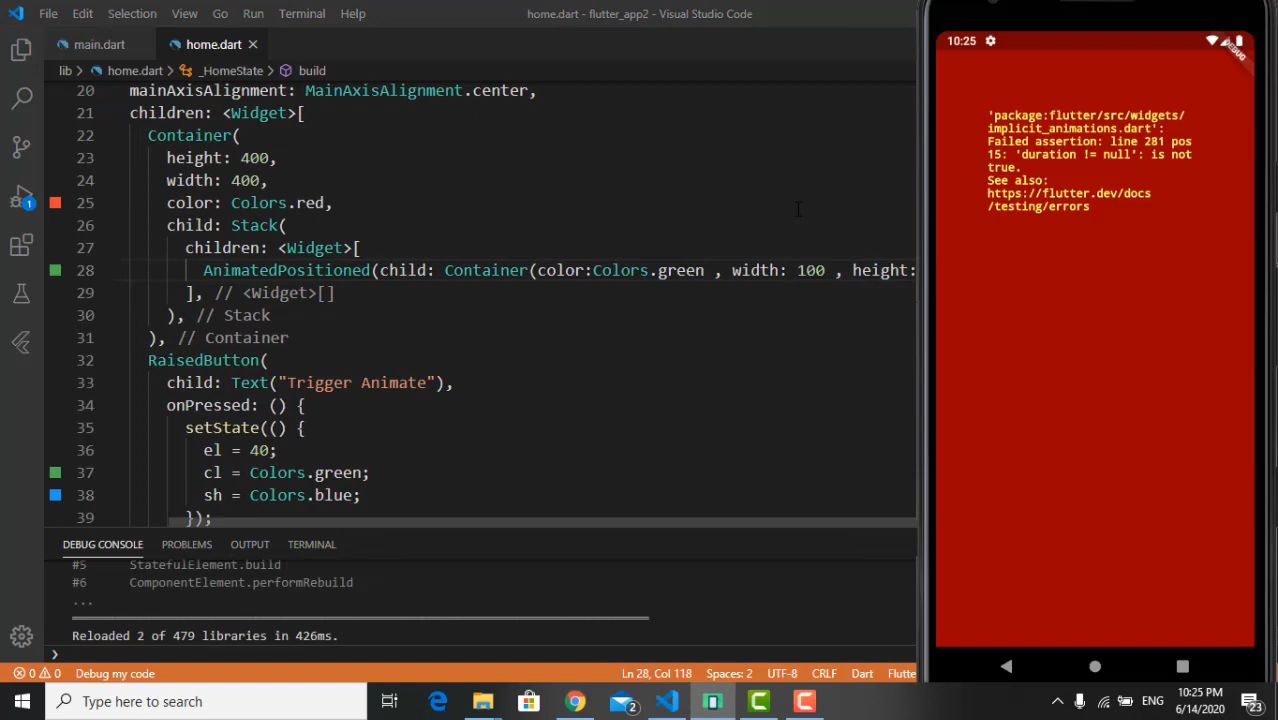 File Edit Selection View Go Run Terminal Help home.dart - flutter_app2 - Visual Studio Code
main.dart home.dart
lib > home.dart > _HomeState > build
20 mainAxisAlignment: MainAxisAlignment.center,
21 children: <Widget>[
22 Container(
23 height: 400,
24 width: 400,
25 color: Colors.red,
26 child: Stack(
27 children: <Widget>[
28 AnimatedPositioned(child: Container(color:Colors.green , width: 100 , height:
29 ], // <Widget>[]
30 ), // Stack
31 ), // Container
32 RaisedButton(
33 child: Text("Trigger Animate"),
34 onPressed: () {
35 setState(() {
36 el = 40;
37 cl = Colors.green;
38 sh = Colors.blue;
39 });
DEBUG CONSOLE PROBLEMS OUTPUT TERMINAL
#5 StatefulElement.build
#6 ComponentElement.performRebuild
...
Reloaded 2 of 479 libraries in 426ms.
>
1
0 0 Debug my code Ln 28, Col 118 Spaces: 2 UTF-8 CRLF Dart Flutte
10:25
DEBUG
'package:flutter/src/widgets/
implicit_animations.dart':
Failed assertion: line 281 pos
15: 'duration != null': is not
true.
See also:
https://flutter.dev/docs
/testing/errors
Type here to search
2
ENG
10:25 PM
6/14/2020
23